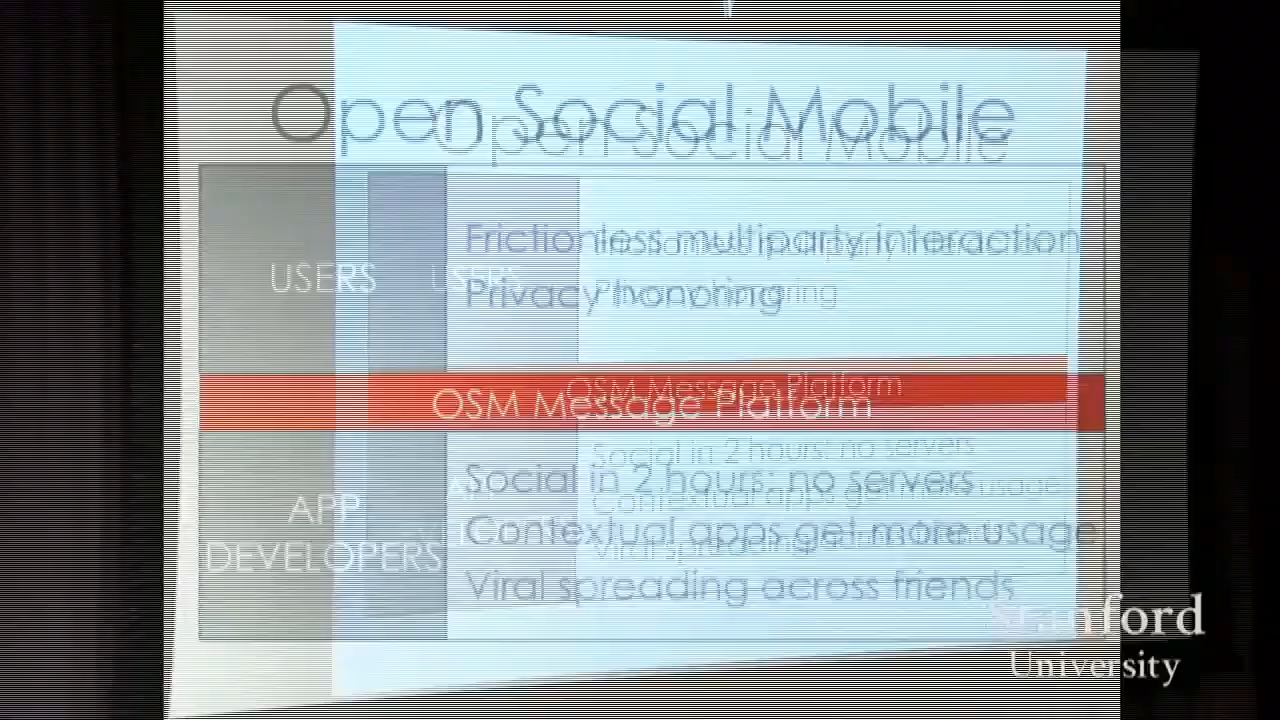 Open Social Mobile
USERS
Frictionless multiparty interaction
Privacy honoring
OSM Message Platform
APP
DEVELOPERS
Social in 2 hours: no servers
Contextual apps get more usage
Viral spreading across friends
Stanford
University